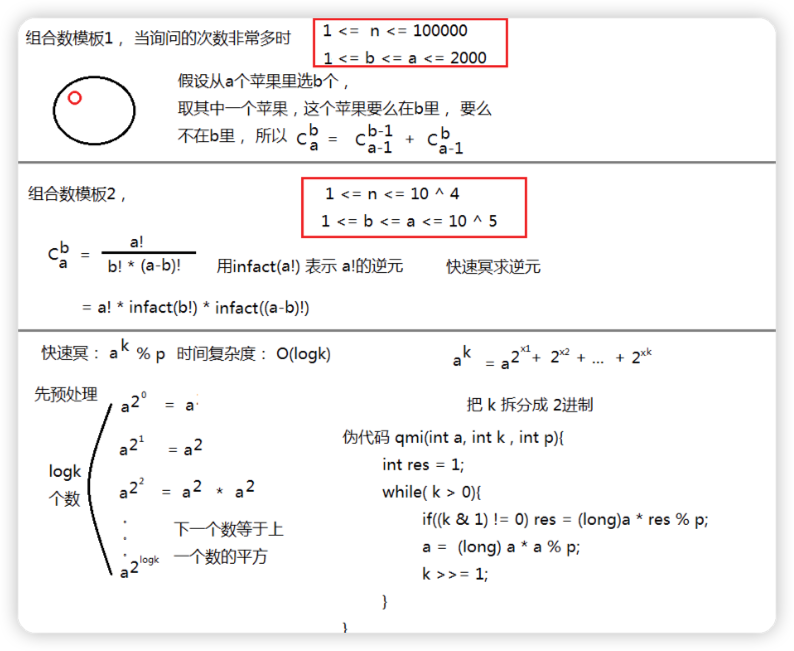 组合数模板1，当询问的次数非常多时
1 <= n <= 100000
1 <= b <= a <= 2000
假设从a个苹果里选b个，
取其中一个苹果，这个苹果要么在b里， 要么
不在b里， 所以 C_a^b = C_{a-1}^{b-1} + C_{a-1}^b
组合数模板2，
1 <= n <= 10 ^ 4
1 <= b <= a <= 10 ^ 5
C_a^b = a! / b! * (a-b)! 用infact(a!) 表示 a!的逆元 快速冥求逆元
= a! * infact(b!) * infact((a-b)!)
快速冥： a^k % p 时间复杂度： O(logk)
a^k = a^{2^{x1} + 2^{x2} + ... + 2^{xk}}
把 k 拆分成 2进制
先预处理
logk
个数
a^{2^0} = a
a^{2^1} = a^2
a^{2^2} = a^2 * a^2
.
.
.
a^{2^{logk}}
下一个数等于上
一个数的平方
伪代码 qmi(int a, int k , int p){
int res = 1;
while( k > 0){
if((k & 1) != 0) res = (long)a * res % p;
a = (long) a * a % p;
k >>= 1;
}
}